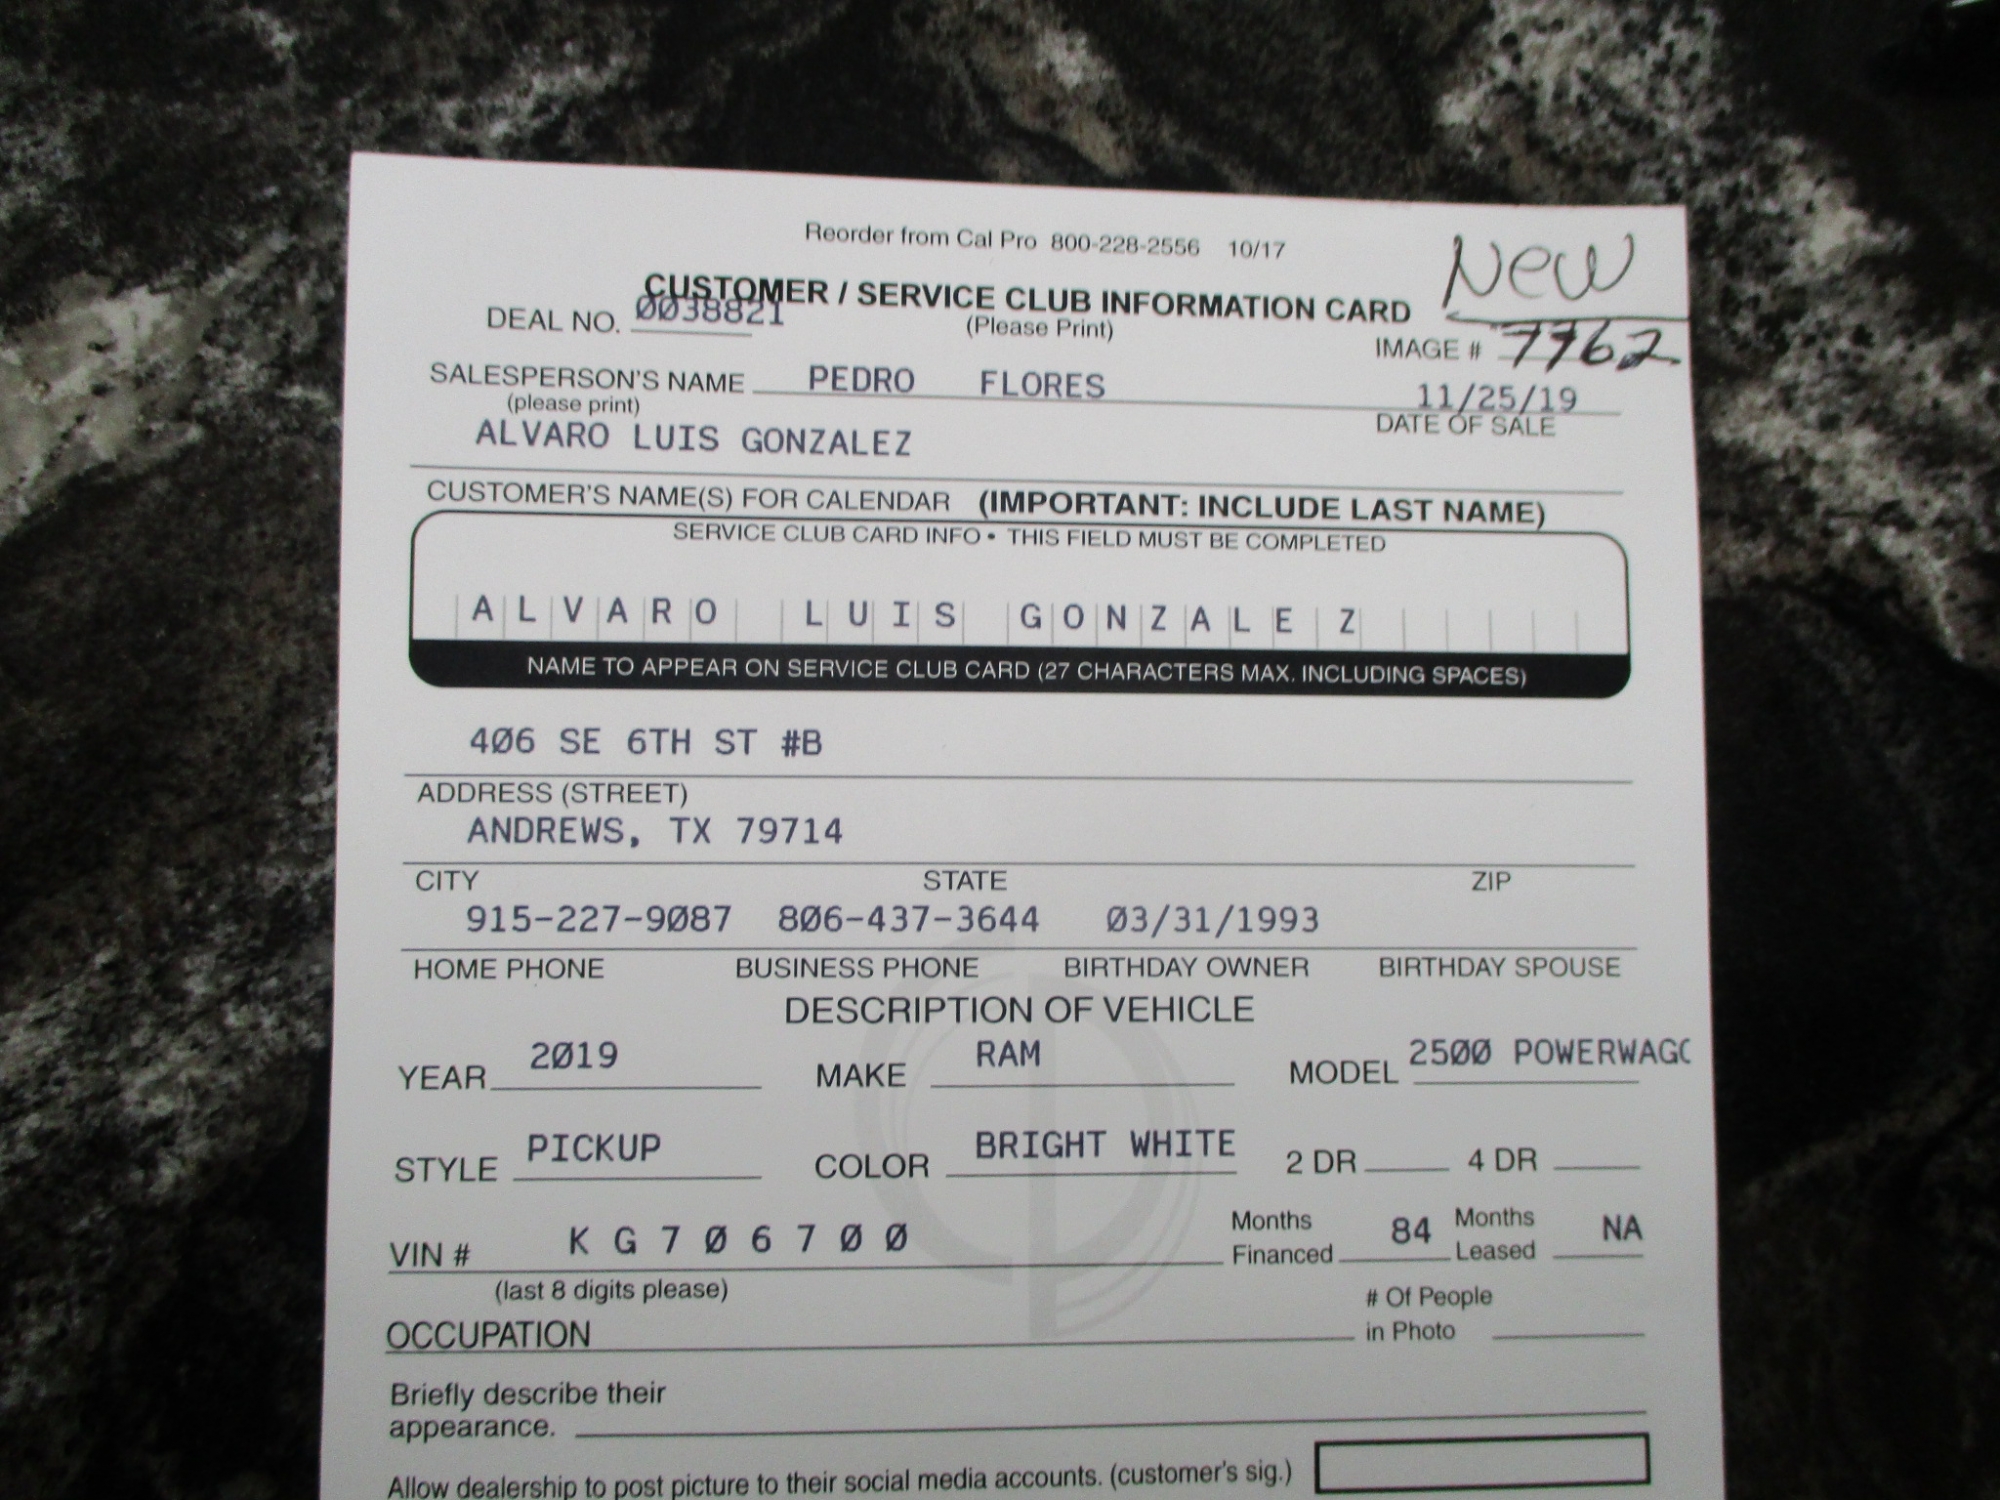 Reorder from Cal Pro 800-228-2556 10/17
New
CUSTOMER / SERVICE CLUB INFORMATION CARD
DEAL NO. 0038821
(Please Print)
IMAGE # 7762
SALESPERSON'S NAME PEDRO FLORES
11/25/19
(please print)
DATE OF SALE
ALVARO LUIS GONZALEZ
CUSTOMER'S NAME(S) FOR CALENDAR (IMPORTANT: INCLUDE LAST NAME)
SERVICE CLUB CARD INFO • THIS FIELD MUST BE COMPLETED
ALVARO LUIS GONZALEZ
NAME TO APPEAR ON SERVICE CLUB CARD (27 CHARACTERS MAX. INCLUDING SPACES)
406 SE 6TH ST #B
ADDRESS (STREET)
ANDREWS, TX 79714
CITY STATE ZIP
915-227-9087 806-437-3644 03/31/1993
HOME PHONE BUSINESS PHONE BIRTHDAY OWNER BIRTHDAY SPOUSE
DESCRIPTION OF VEHICLE
YEAR 2019 MAKE RAM MODEL 2500 POWERWAGO
STYLE PICKUP COLOR BRIGHT WHITE 2 DR 4 DR
VIN # KG706700 Months Financed 84 Months Leased NA
(last 8 digits please)
OCCUPATION # Of People in Photo
Briefly describe their
appearance.
Allow dealership to post picture to their social media accounts. (customer's sig.)